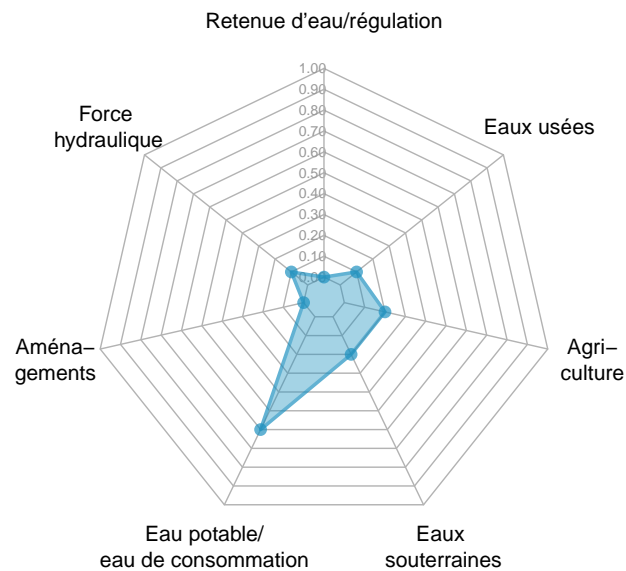 Retenue d'eau/régulation
1.00
0.90
0.80
0.70
0.60
0.50
0.40
0.30
0.20
0.10
0.0
Force
hydraulique
Eaux usées
Aména–
gements
Agri–
culture
Eau potable/
eau de consommation
Eaux
souterraines